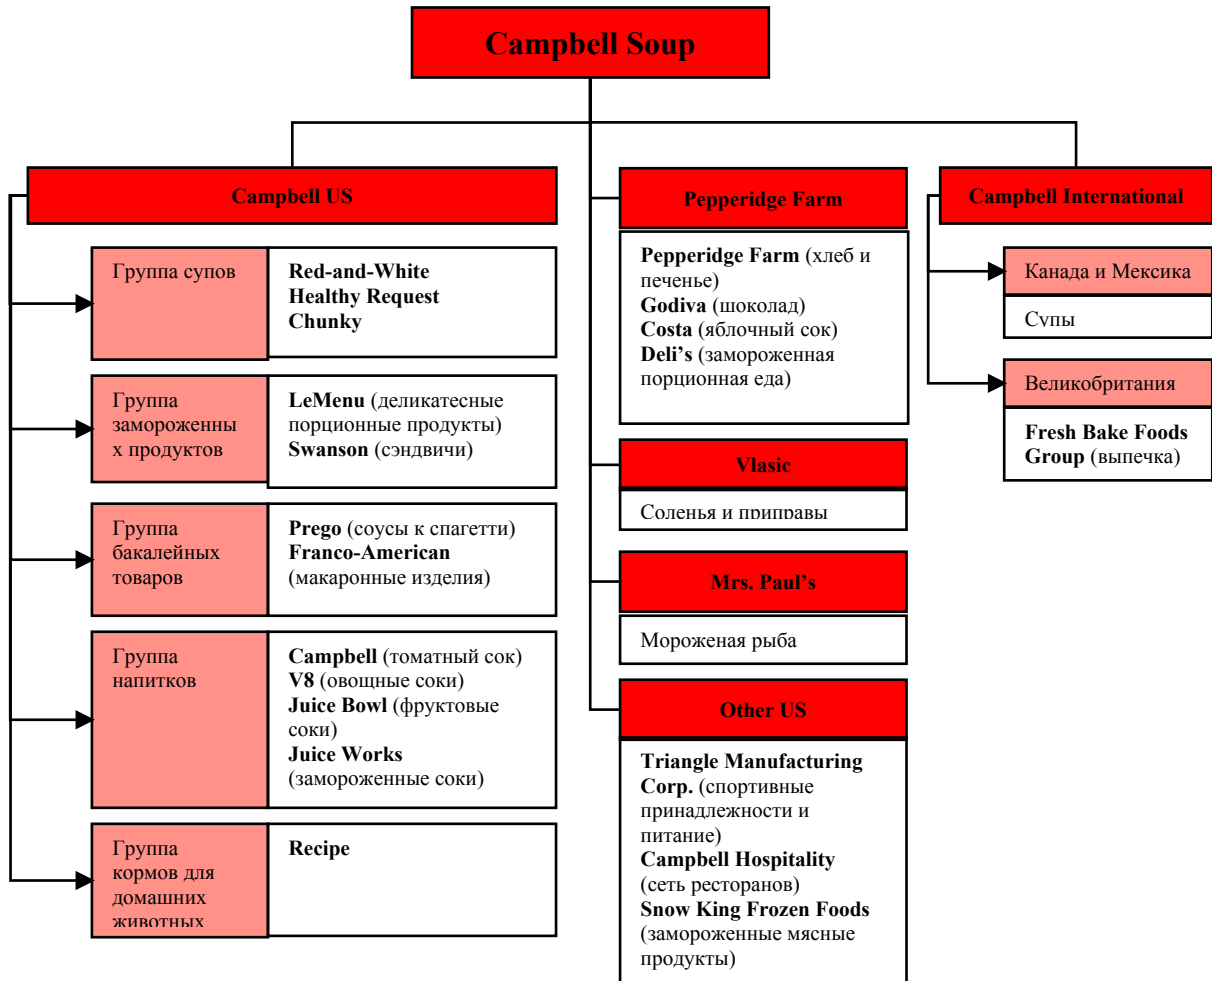 Campbell Soup
Campbell US
Группа супов
Red-and-White
Healthy Request
Chunky
Группа
замороженны
х продуктов
LeMenu (деликатесные
порционные продукты)
Swanson (сэндвичи)
Группа
бакалейных
товаров
Prego (соусы к спагетти)
Franco-American
(макаронные изделия)
Группа
напитков
Campbell (томатный сок)
V8 (овощные соки)
Juice Bowl (фруктовые
соки)
Juice Works
(замороженные соки)
Группа
кормов для
домашних
животных
Recipe
Pepperidge Farm
Pepperidge Farm (хлеб и
печенье)
Godiva (шоколад)
Costa (яблочный сок)
Deli’s (замороженная
порционная еда)
Vlasic
Соленья и приправы
Mrs. Paul’s
Мороженая рыба
Other US
Triangle Manufacturing
Corp. (спортивные
принадлежности и
питание)
Campbell Hospitality
(сеть ресторанов)
Snow King Frozen Foods
(замороженные мясные
продукты)
Campbell International
Канада и Мексика
Супы
Великобритания
Fresh Bake Foods
Group (выпечка)